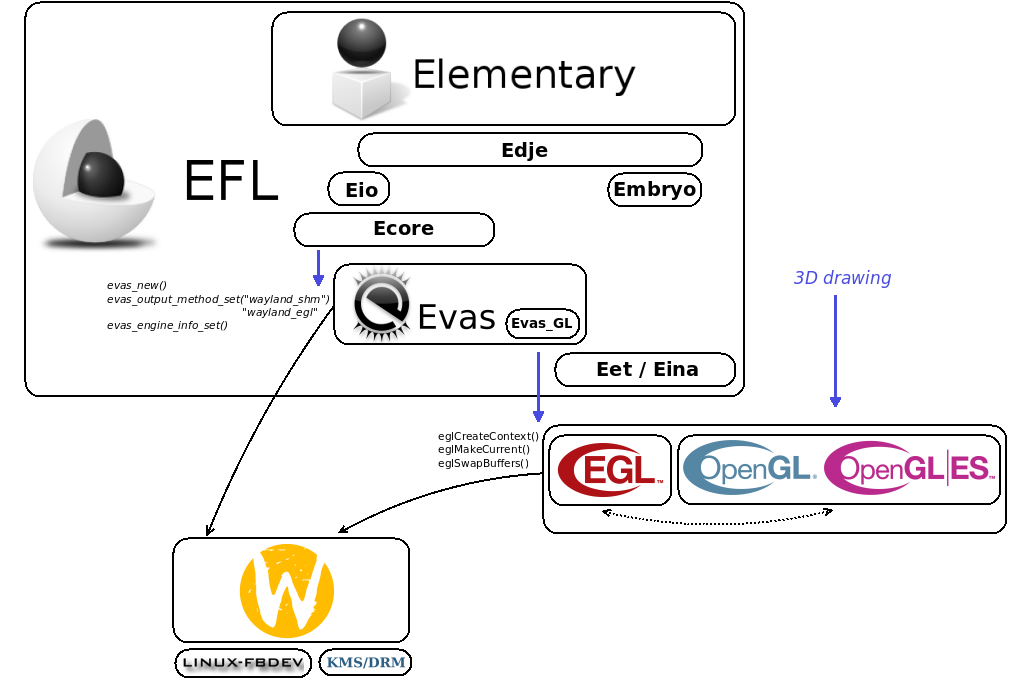 Elementary
Edje
EFL
Eio
Embryo
Ecore
evas_new()
evas_output_method_set("wayland_shm")
"wayland_egl"
evas_engine_info_set()
Evas
Evas_GL
3D drawing
Eet / Eina
eglCreateContext()
eglMakeCurrent()
eglSwapBuffers()
EGL™
OpenGL®
OpenGL|ES™
W
LINUX-FBDEV
KMS/DRM